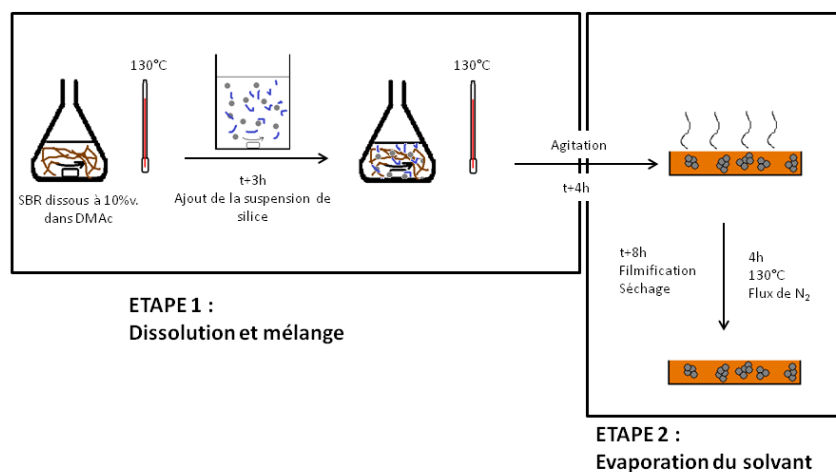 130°C
130°C
SBR dissous à 10%v.
dans DMAc
t+3h
Ajout de la suspension de
silice
Agitation
t+4h
t+8h
Filmification
Séchage
4h
130°C
Flux de N₂
ETAPE 1 :
Dissolution et mélange
ETAPE 2 :
Evaporation du solvant